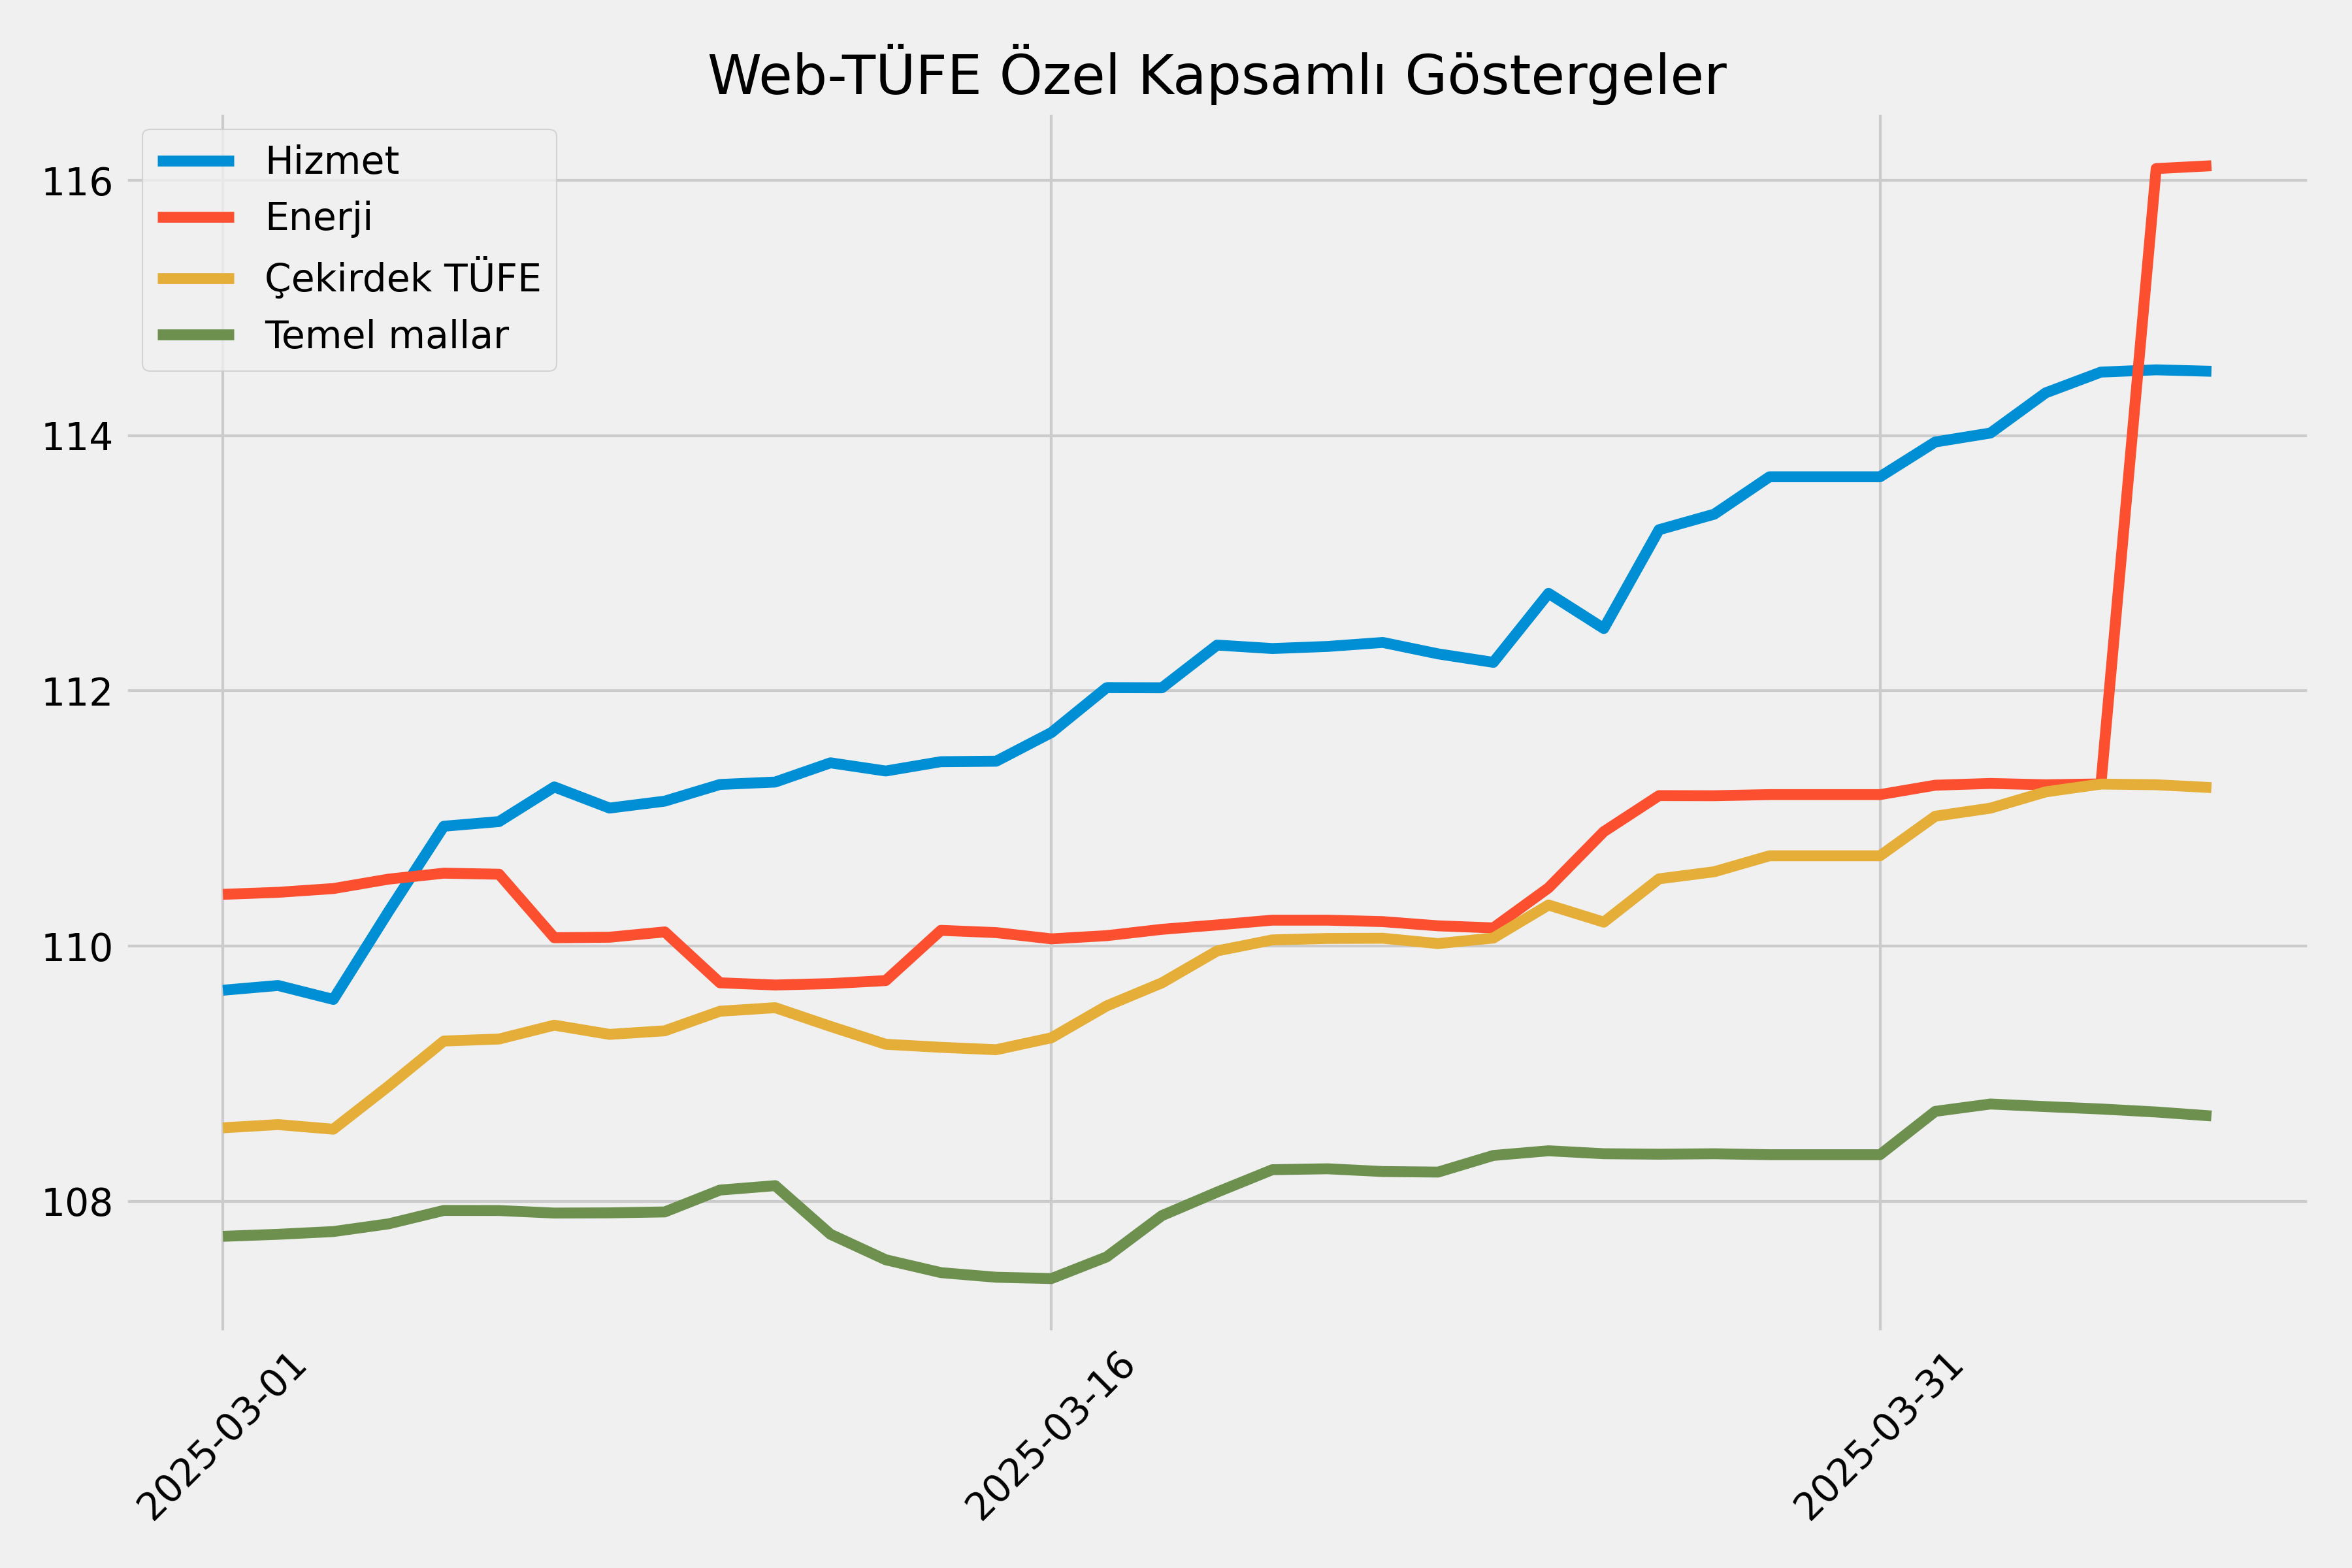 Web-TÜFE Özel Kapsamlı Göstergeler
Hizmet
Enerji
Çekirdek TÜFE
Temel mallar
116
114
112
110
108
2025-03-01
2025-03-16
2025-03-31